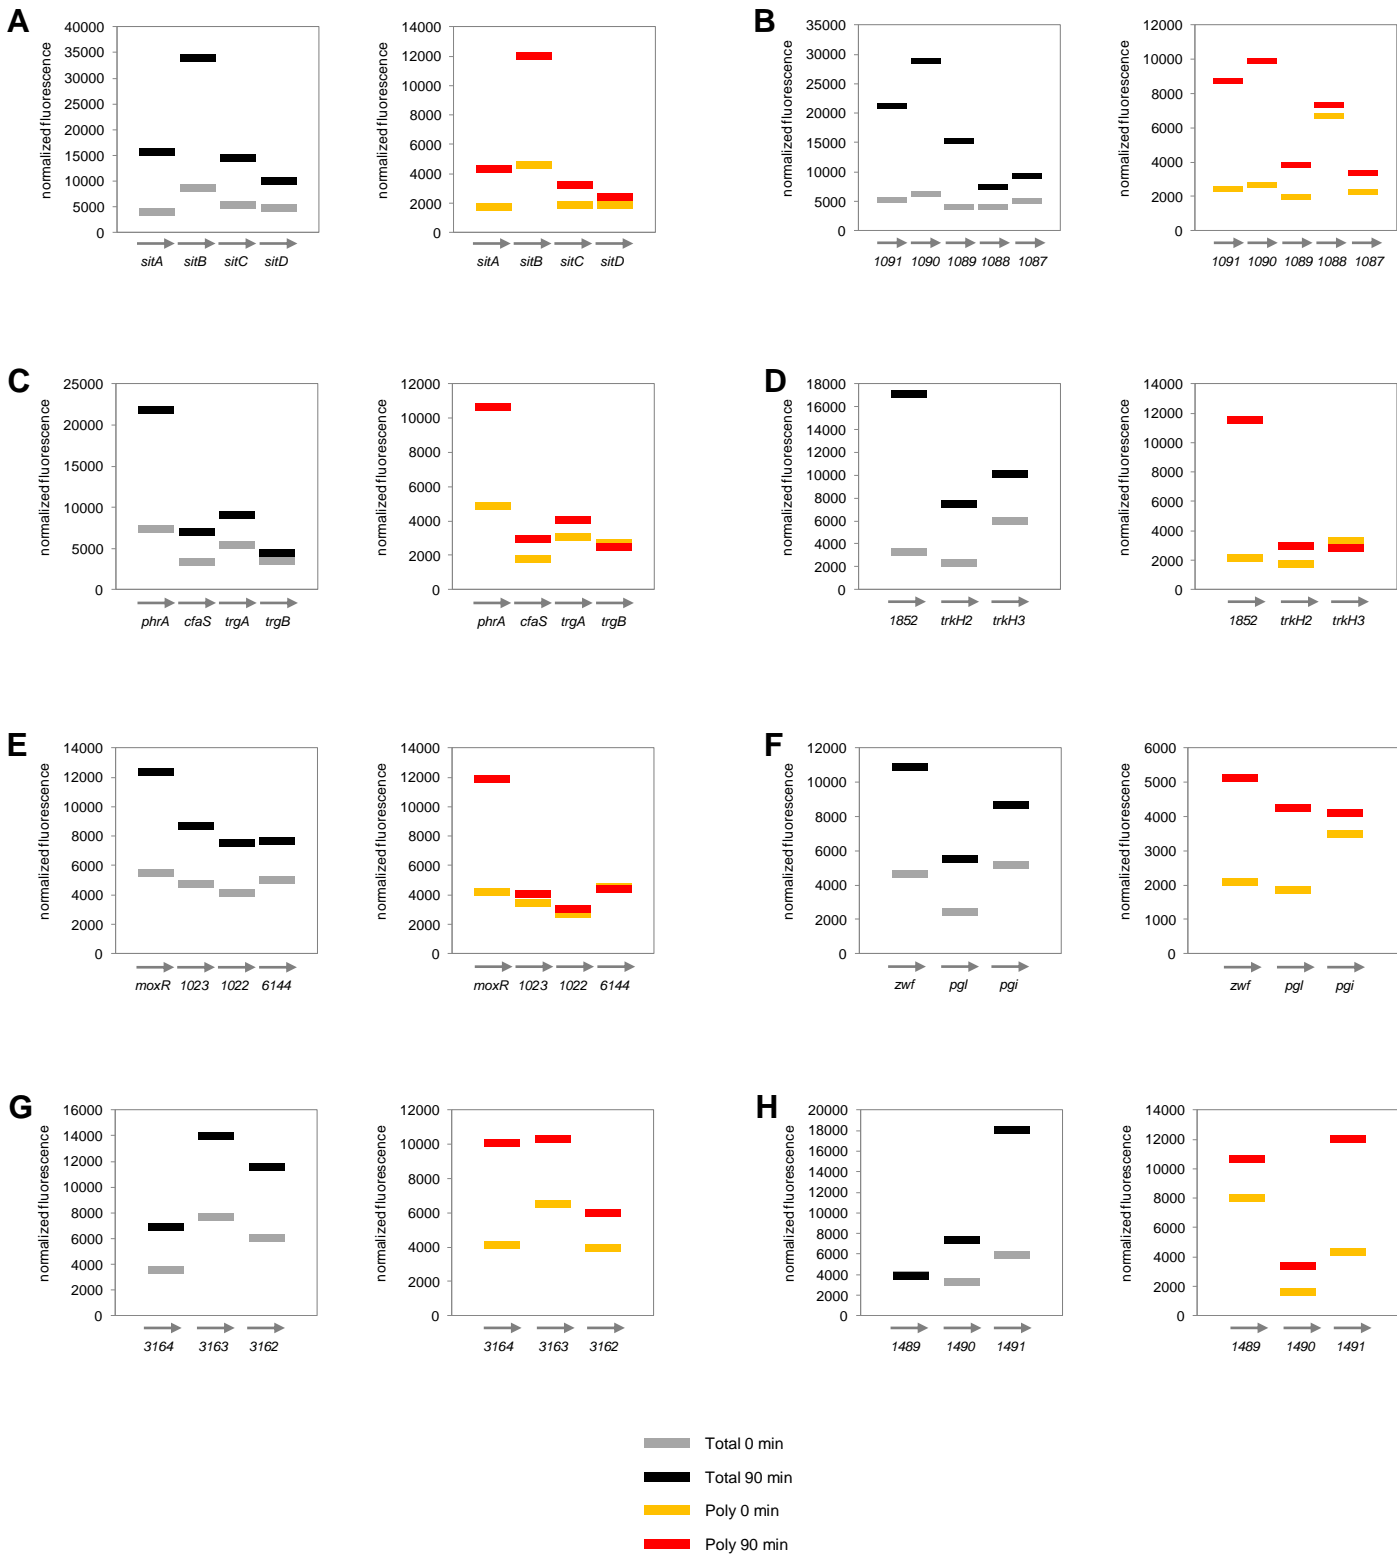 A
normalized fluorescence
40000
35000
30000
25000
20000
15000
10000
5000
0
sitA sitB sitC sitD
normalized fluorescence
14000
12000
10000
8000
6000
4000
2000
0
sitA sitB sitC sitD
B
normalized fluorescence
35000
30000
25000
20000
15000
10000
5000
0
1091 1090 1089 1088 1087
normalized fluorescence
12000
10000
8000
6000
4000
2000
0
1091 1090 1089 1088 1087
C
normalized fluorescence
25000
20000
15000
10000
5000
0
phrA cfaS trgA trgB
normalized fluorescence
12000
10000
8000
6000
4000
2000
0
phrA cfaS trgA trgB
D
normalized fluorescence
18000
16000
14000
12000
10000
8000
6000
4000
2000
0
1852 trkH2 trkH3
normalized fluorescence
14000
12000
10000
8000
6000
4000
2000
0
1852 trkH2 trkH3
E
normalized fluorescence
14000
12000
10000
8000
6000
4000
2000
0
moxR 1023 1022 6144
normalized fluorescence
14000
12000
10000
8000
6000
4000
2000
0
moxR 1023 1022 6144
F
normalized fluorescence
12000
10000
8000
6000
4000
2000
0
zwf pgl pgi
normalized fluorescence
6000
5000
4000
3000
2000
1000
0
zwf pgl pgi
G
normalized fluorescence
16000
14000
12000
10000
8000
6000
4000
2000
0
3164 3163 3162
normalized fluorescence
12000
10000
8000
6000
4000
2000
0
3164 3163 3162
H
normalized fluorescence
20000
18000
16000
14000
12000
10000
8000
6000
4000
2000
0
1489 1490 1491
normalized fluorescence
14000
12000
10000
8000
6000
4000
2000
0
1489 1490 1491
Total 0 min
Total 90 min
Poly 0 min
Poly 90 min